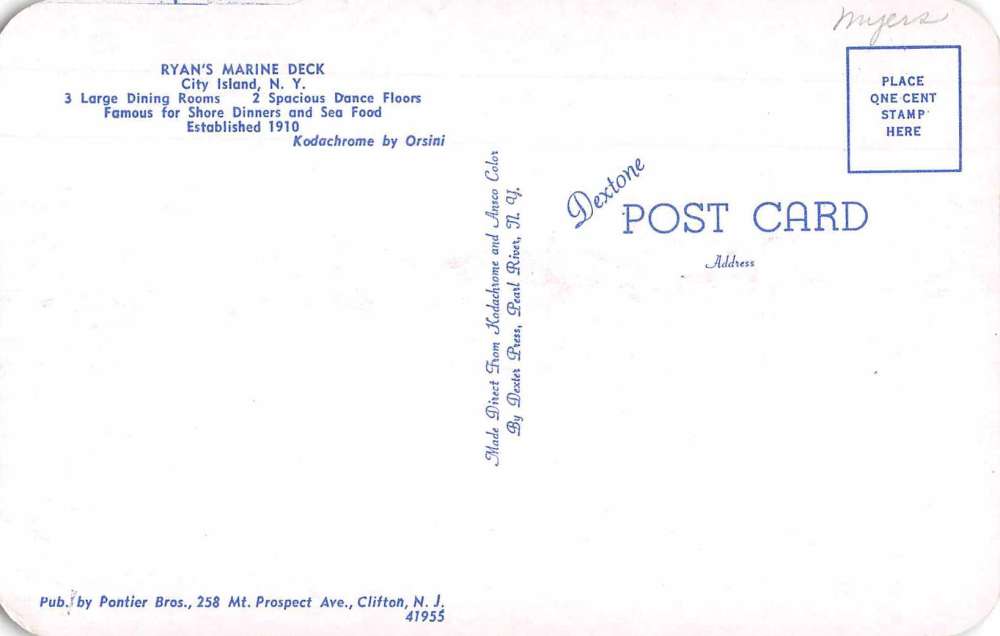 Myers
RYAN'S MARINE DECK
City Island, N. Y.
3 Large Dining Rooms 2 Spacious Dance Floors
Famous for Shore Dinners and Sea Food
Established 1910
Kodachrome by Orsini
Pub. by Pontier Bros., 258 Mt. Prospect Ave., Clifton, N. J.
41955
Made Direct From Kodachrome and Ansco Color
By Dexter Press, Pearl River, N. Y.
Dextone
POST CARD
Address
PLACE
ONE CENT
STAMP
HERE